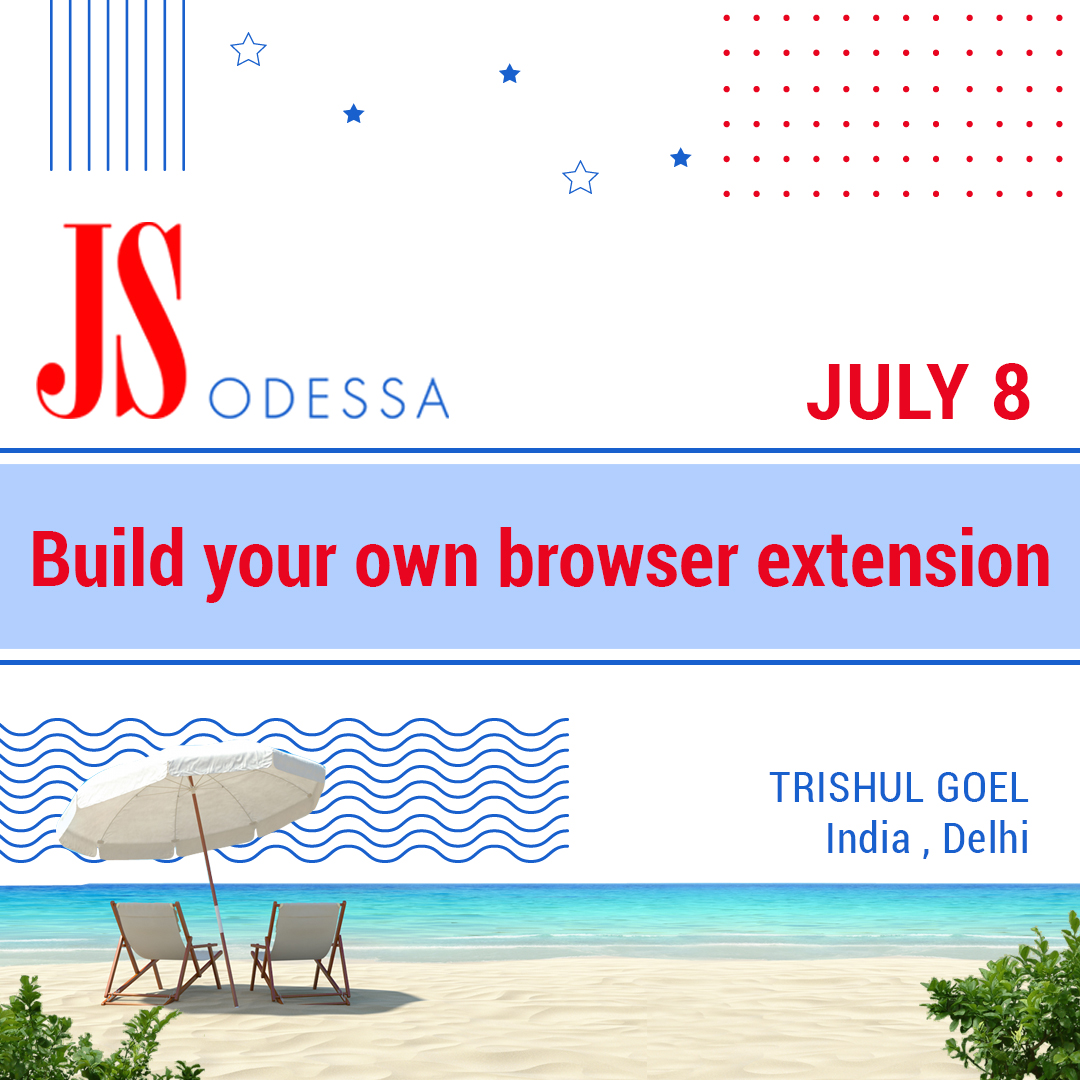 JS ODESSA
JULY 8
Build your own browser extension
TRISHUL GOEL
India , Delhi